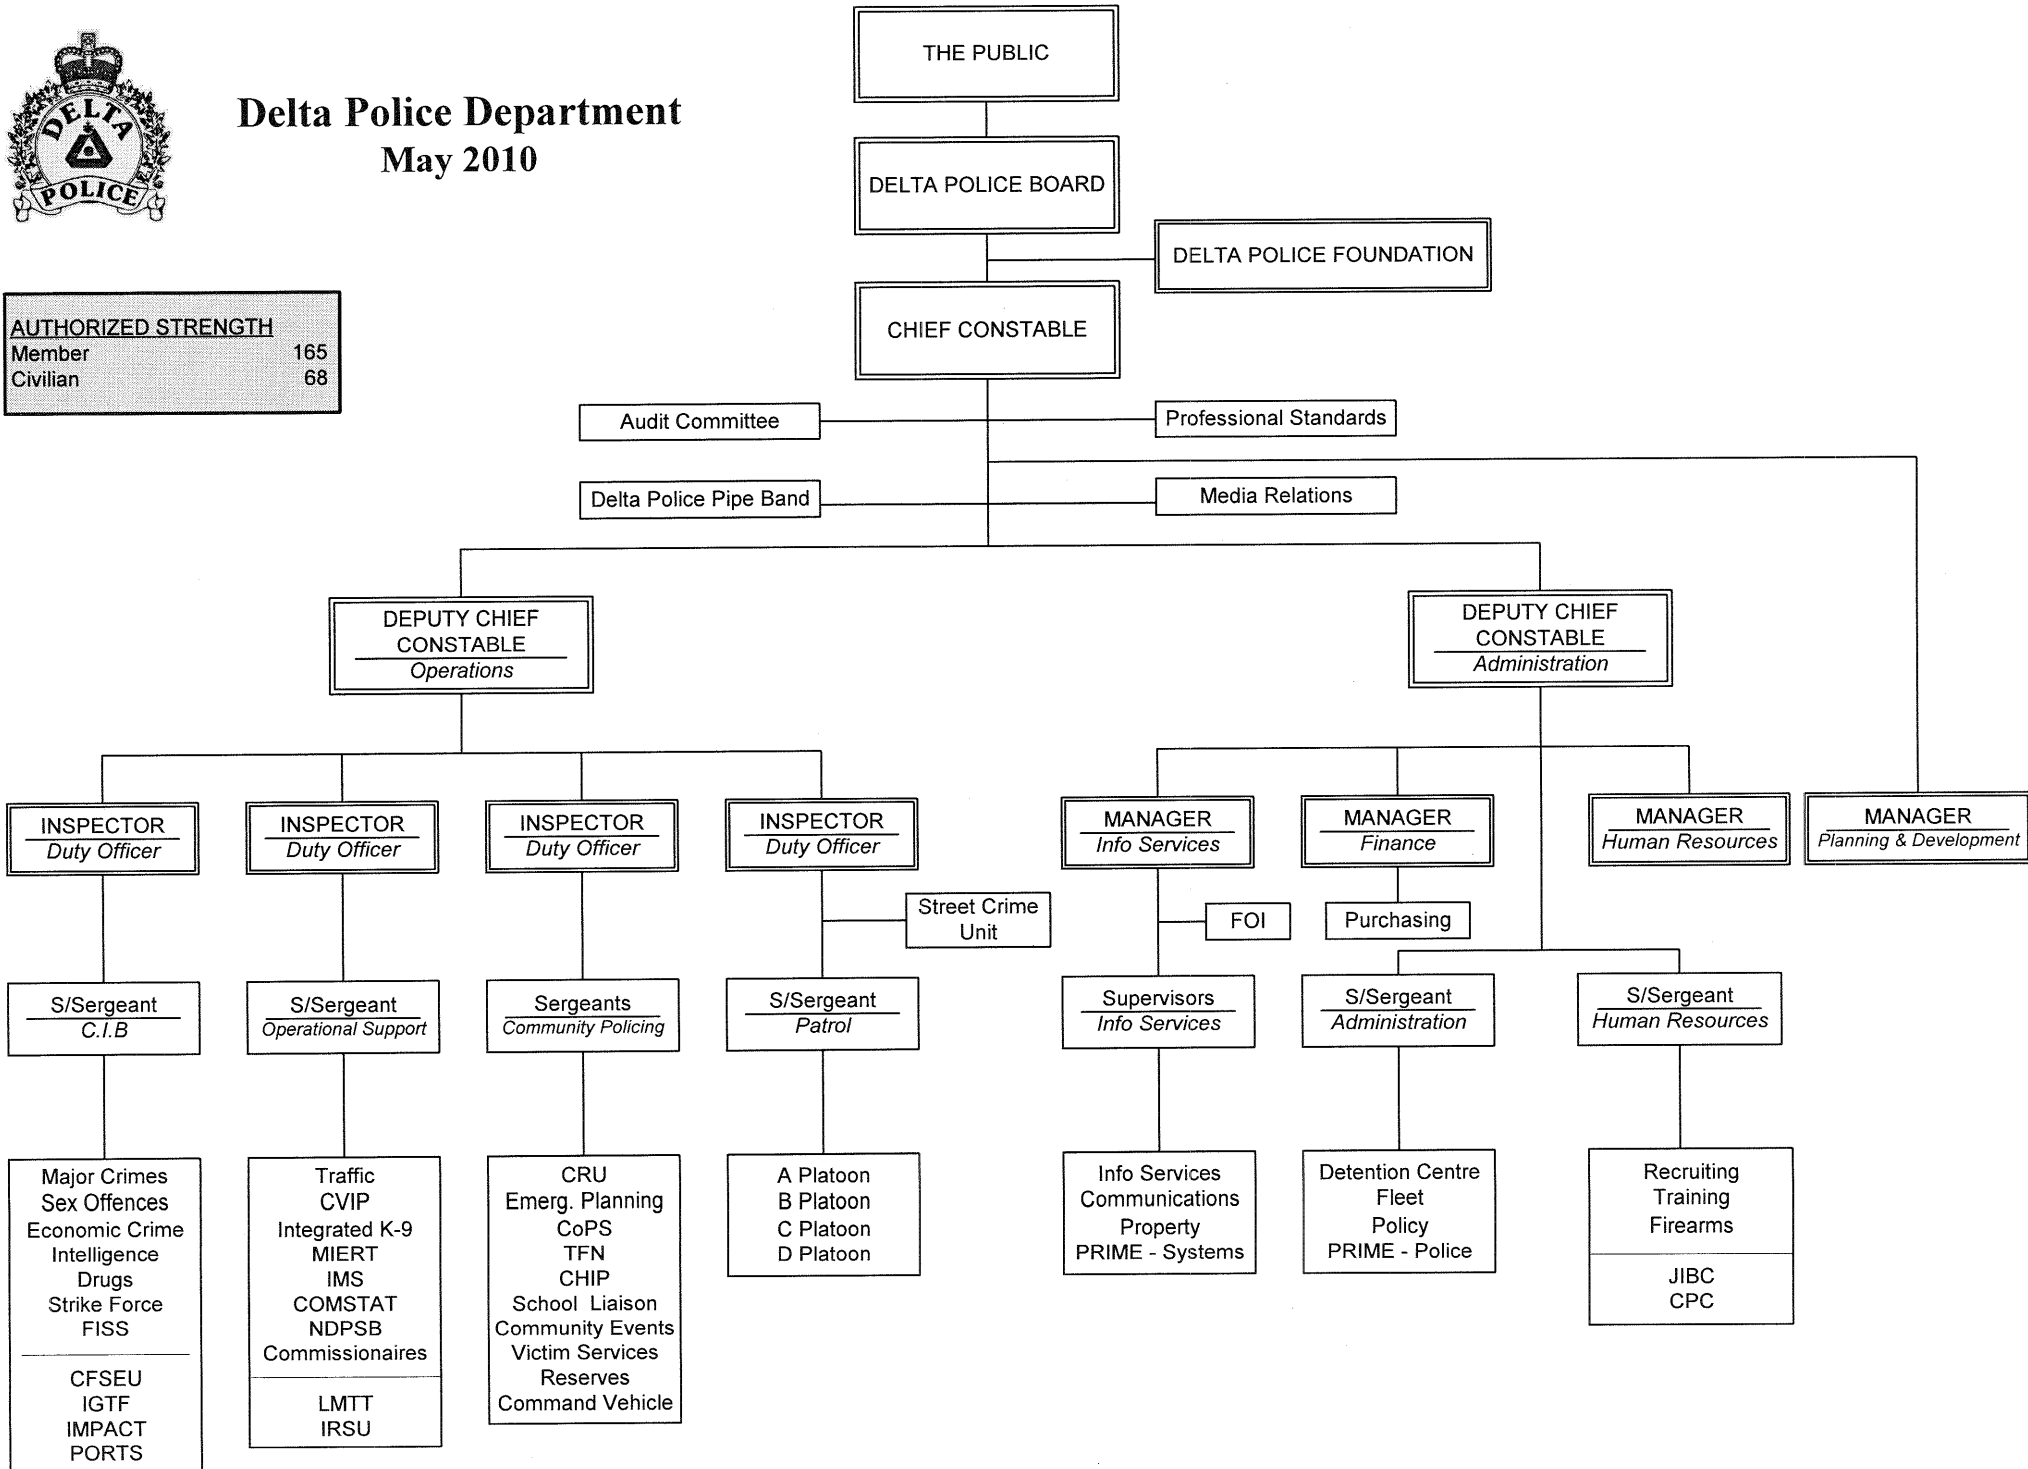 DELTA
POLICE
Delta Police Department
May 2010
AUTHORIZED STRENGTH
Member 165
Civilian 68
THE PUBLIC
DELTA POLICE BOARD
DELTA POLICE FOUNDATION
CHIEF CONSTABLE
Audit Committee
Professional Standards
Delta Police Pipe Band
Media Relations
DEPUTY CHIEF
CONSTABLE
Operations
DEPUTY CHIEF
CONSTABLE
Administration
INSPECTOR
Duty Officer
INSPECTOR
Duty Officer
INSPECTOR
Duty Officer
INSPECTOR
Duty Officer
MANAGER
Info Services
MANAGER
Finance
MANAGER
Human Resources
MANAGER
Planning & Development
Street Crime
Unit
FOI
Purchasing
S/Sergeant
C.I.B
S/Sergeant
Operational Support
Sergeants
Community Policing
S/Sergeant
Patrol
Supervisors
Info Services
S/Sergeant
Administration
S/Sergeant
Human Resources
Major Crimes
Sex Offences
Economic Crime
Intelligence
Drugs
Strike Force
FISS
CFSEU
IGTF
IMPACT
PORTS
Traffic
CVIP
Integrated K-9
MIERT
IMS
COMSTAT
NDPSB
Commissionaires
LMTT
IRSU
CRU
Emerg. Planning
CoPS
TFN
CHIP
School Liaison
Community Events
Victim Services
Reserves
Command Vehicle
A Platoon
B Platoon
C Platoon
D Platoon
Info Services
Communications
Property
PRIME - Systems
Detention Centre
Fleet
Policy
PRIME - Police
Recruiting
Training
Firearms
JIBC
CPC